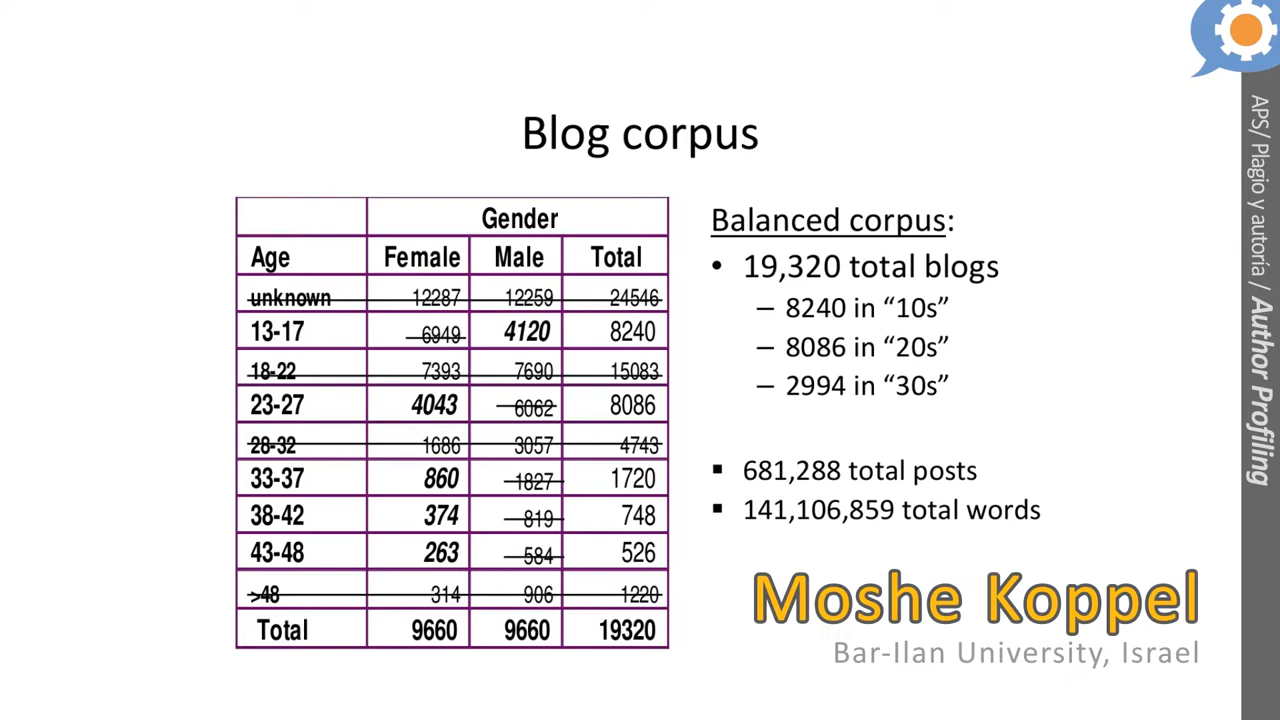 Blog corpus
Gender
Age Female Male Total
unknown 12287 12259 24546
13-17 6949 4120 8240
18-22 7393 7690 15083
23-27 4043 6062 8086
28-32 1686 3057 4743
33-37 860 1827 1720
38-42 374 819 748
43-48 263 584 526
>48 314 906 1220
Total 9660 9660 19320
Balanced corpus:
• 19,320 total blogs
– 8240 in “10s”
– 8086 in “20s”
– 2994 in “30s”
▪ 681,288 total posts
▪ 141,106,859 total words
Moshe Koppel
Bar-Ilan University, Israel
APS/ Plagio y autoría / Author Profiling